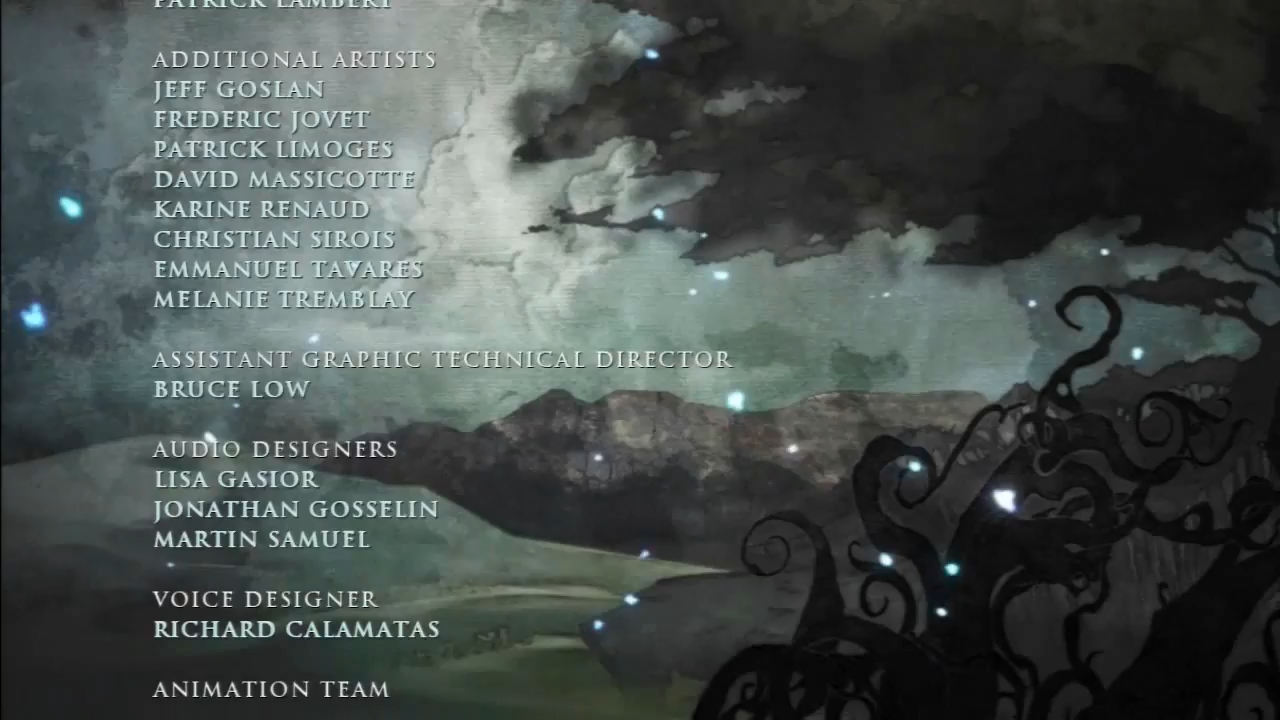 PATRICK LAMBERT
ADDITIONAL ARTISTS
JEFF GOSLAN
FREDERIC JOVET
PATRICK LIMOGES
DAVID MASSICOTTE
KARINE RENAUD
CHRISTIAN SIROIS
EMMANUEL TAVARES
MELANIE TREMBLAY
ASSISTANT GRAPHIC TECHNICAL DIRECTOR
BRUCE LOW
AUDIO DESIGNERS
LISA GASIOR
JONATHAN GOSSELIN
MARTIN SAMUEL
VOICE DESIGNER
RICHARD CALAMATAS
ANIMATION TEAM